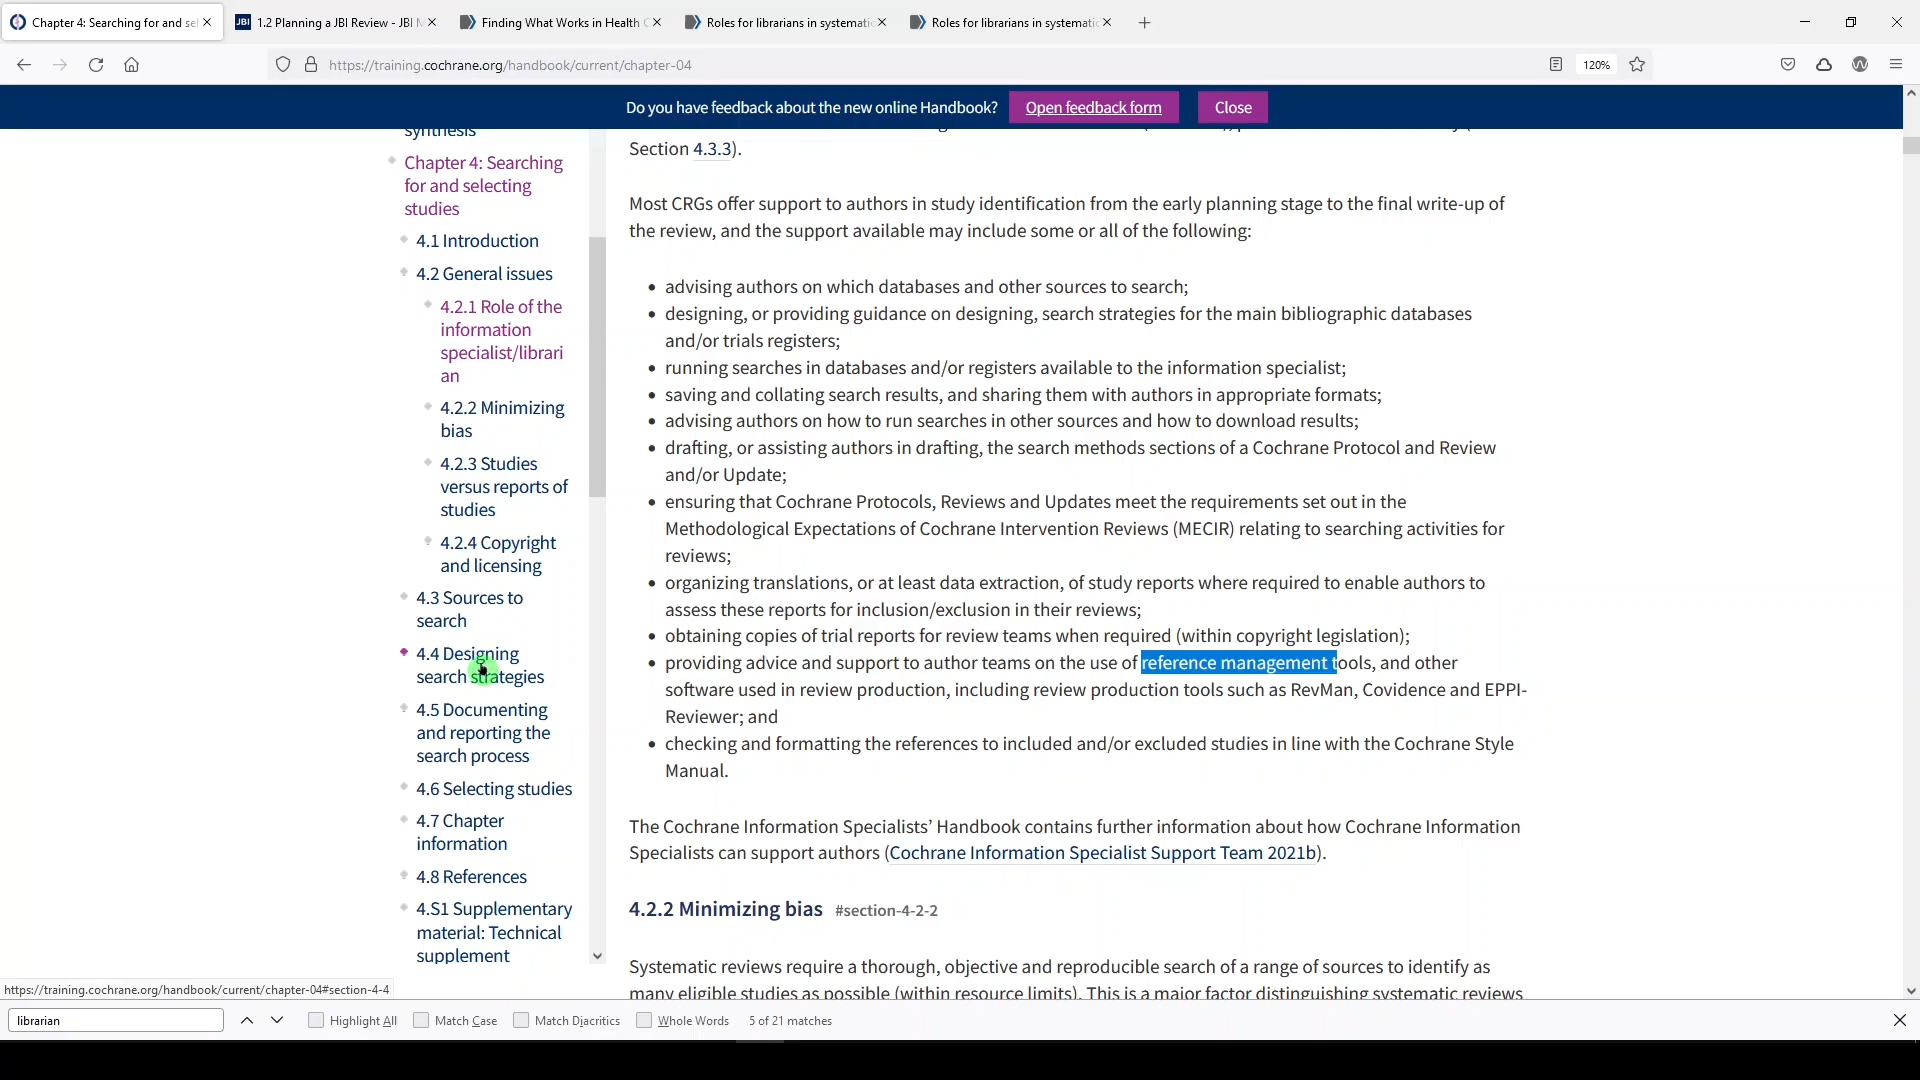 Chapter 4: Searching for and se
1.2 Planning a JBI Review - JBI M
Finding What Works in Health C
Roles for librarians in systematic
Roles for librarians in systematic
https://training.cochrane.org/handbook/current/chapter-04
120%
Do you have feedback about the new online Handbook?
Open feedback form
Close
synthesis
Chapter 4: Searching
for and selecting
studies
4.1 Introduction
4.2 General issues
4.2.1 Role of the
information
specialist/librari
an
4.2.2 Minimizing
bias
4.2.3 Studies
versus reports of
studies
4.2.4 Copyright
and licensing
4.3 Sources to
search
4.4 Designing
search strategies
4.5 Documenting
and reporting the
search process
4.6 Selecting studies
4.7 Chapter
information
4.8 References
4.S1 Supplementary
material: Technical
supplement
Section 4.3.3).
Most CRGs offer support to authors in study identification from the early planning stage to the final write-up of
the review, and the support available may include some or all of the following:
• advising authors on which databases and other sources to search;
• designing, or providing guidance on designing, search strategies for the main bibliographic databases
and/or trials registers;
• running searches in databases and/or registers available to the information specialist;
• saving and collating search results, and sharing them with authors in appropriate formats;
• advising authors on how to run searches in other sources and how to download results;
• drafting, or assisting authors in drafting, the search methods sections of a Cochrane Protocol and Review
and/or Update;
• ensuring that Cochrane Protocols, Reviews and Updates meet the requirements set out in the
Methodological Expectations of Cochrane Intervention Reviews (MECIR) relating to searching activities for
reviews;
• organizing translations, or at least data extraction, of study reports where required to enable authors to
assess these reports for inclusion/exclusion in their reviews;
• obtaining copies of trial reports for review teams when required (within copyright legislation);
• providing advice and support to author teams on the use of reference management tools, and other
software used in review production, including review production tools such as RevMan, Covidence and EPPI-
Reviewer; and
• checking and formatting the references to included and/or excluded studies in line with the Cochrane Style
Manual.
The Cochrane Information Specialists’ Handbook contains further information about how Cochrane Information
Specialists can support authors (Cochrane Information Specialist Support Team 2021b).
4.2.2 Minimizing bias #section-4-2-2
Systematic reviews require a thorough, objective and reproducible search of a range of sources to identify as
many eligible studies as possible (within resource limits). This is a major factor distinguishing systematic reviews
https://training.cochrane.org/handbook/current/chapter-04#section-4-4
librarian
Highlight All
Match Case
Match Diacritics
Whole Words
5 of 21 matches